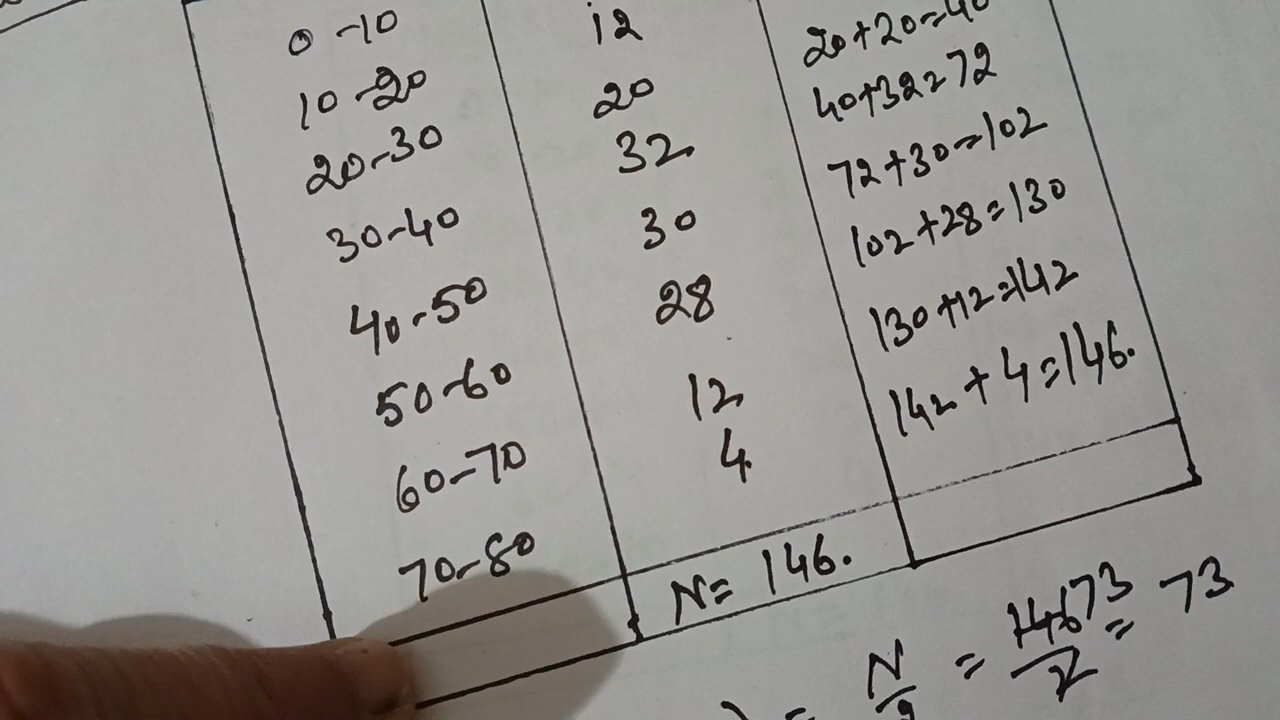 0-10 12 20+20=40
10-20 20 40+32=72
20-30 32 72+30=102
30-40 30 102+28=130
40-50 28 130+12=142
50-60 12 142+4=146.
60-70 4
70-80
N= 146.
N/2 = 146/2 73 = 73